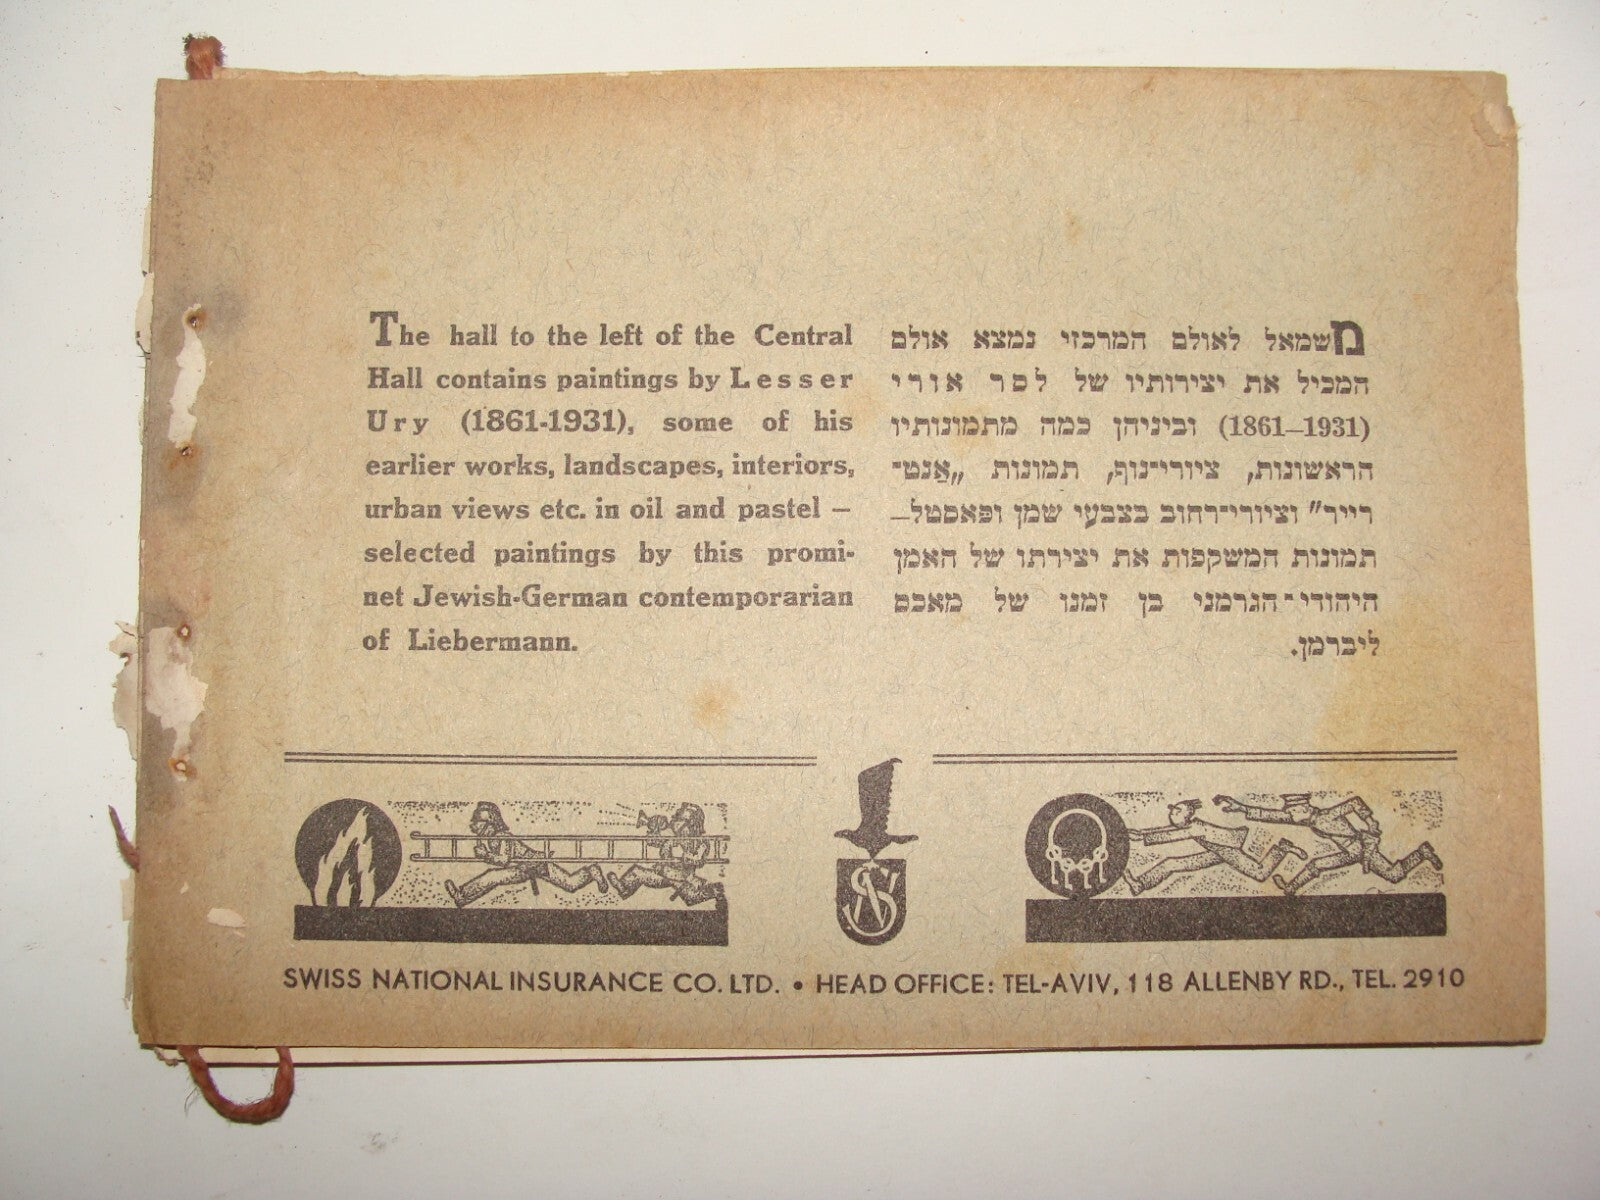 The hall to the left of the Central
Hall contains paintings by Lesser
Ury (1861-1931), some of his
earlier works, landscapes, interiors,
urban views etc. in oil and pastel –
selected paintings by this promi-
net Jewish-German contemporarian
of Liebermann.
משמאל לאולם המרכזי נמצא אולם
המכיל את יצירותיו של לסר אורי
(1861–1931) וביניהן כמה מתמונותיו
הראשונות, ציורי־נוף, תמונות „אַנט־
רייר" וציורי־רחוב בצבעי שמן ופאסטל–
תמונות המשקפות את יצירתו של האמן
היהודי־הגרמני בן זמנו של מאכס
ליברמן.
SNS
SWISS NATIONAL INSURANCE CO. LTD. • HEAD OFFICE: TEL-AVIV, 118 ALLENBY RD., TEL. 2910